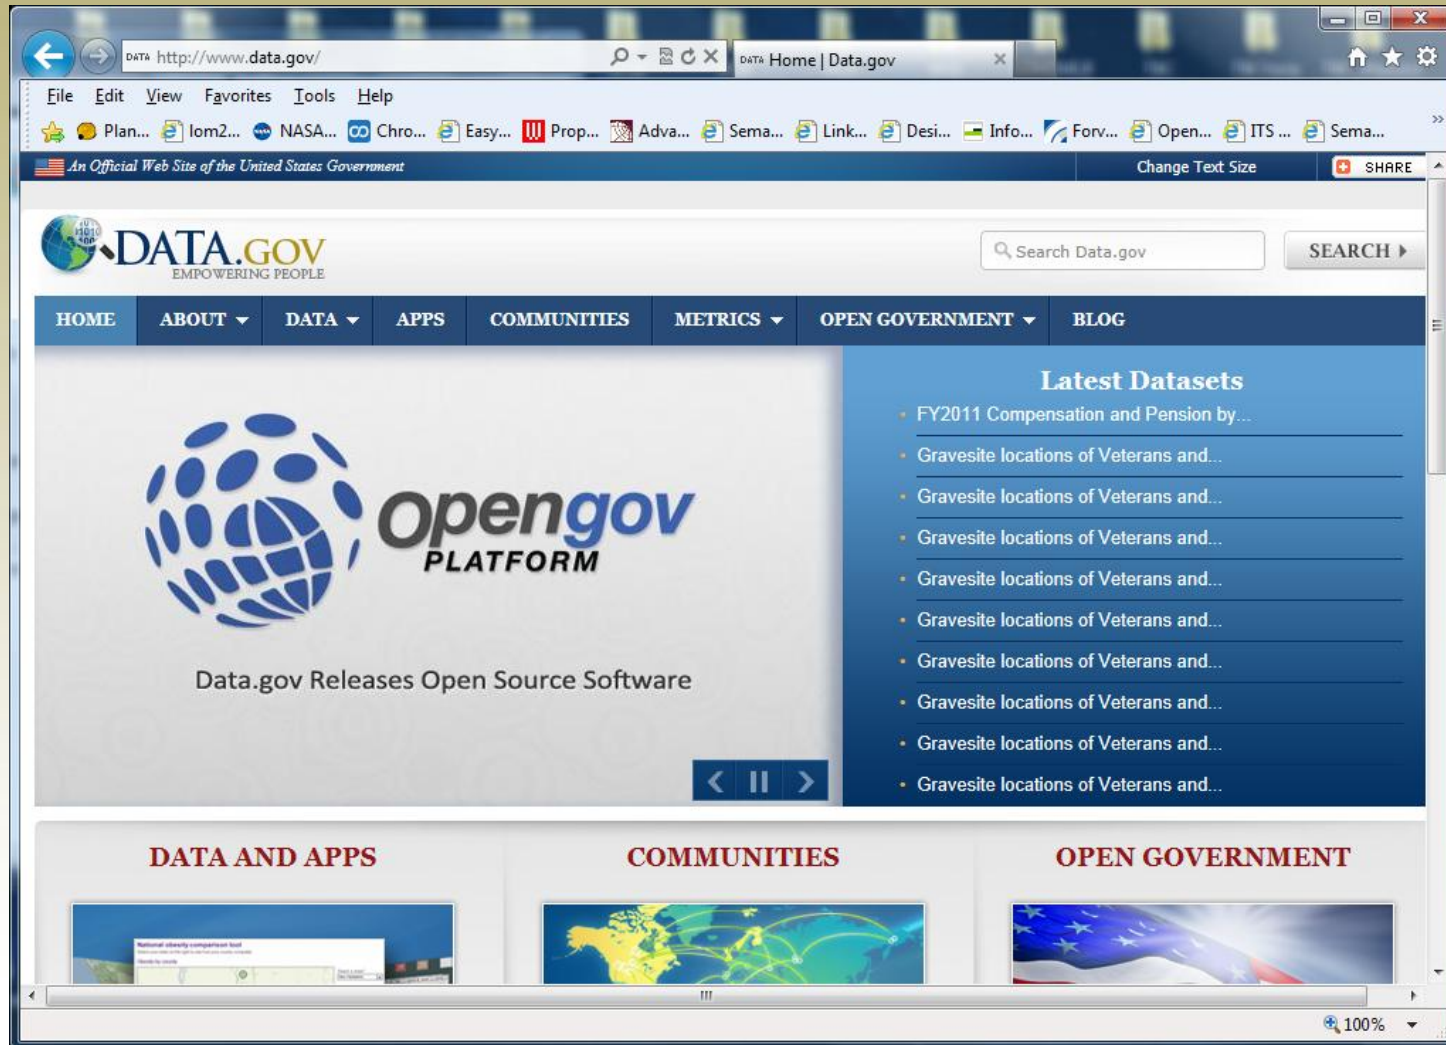 DATA http://www.data.gov/
DATA Home | Data.gov
File Edit View Favorites Tools Help
Plan... Iom2... NASA... Chro... Easy... Prop... Adva... Sema... Link... Desi... Info... Forv... Open... ITS ... Sema... »
An Official Web Site of the United States Government
Change Text Size
SHARE
DATA.GOV
EMPOWERING PEOPLE
Search Data.gov
SEARCH
HOME ABOUT DATA APPS COMMUNITIES METRICS OPEN GOVERNMENT BLOG
opengov
PLATFORM
Data.gov Releases Open Source Software
Latest Datasets
• FY2011 Compensation and Pension by...
• Gravesite locations of Veterans and...
• Gravesite locations of Veterans and...
• Gravesite locations of Veterans and...
• Gravesite locations of Veterans and...
• Gravesite locations of Veterans and...
• Gravesite locations of Veterans and...
• Gravesite locations of Veterans and...
• Gravesite locations of Veterans and...
• Gravesite locations of Veterans and...
DATA AND APPS
COMMUNITIES
OPEN GOVERNMENT
National obesity comparison tool
100%